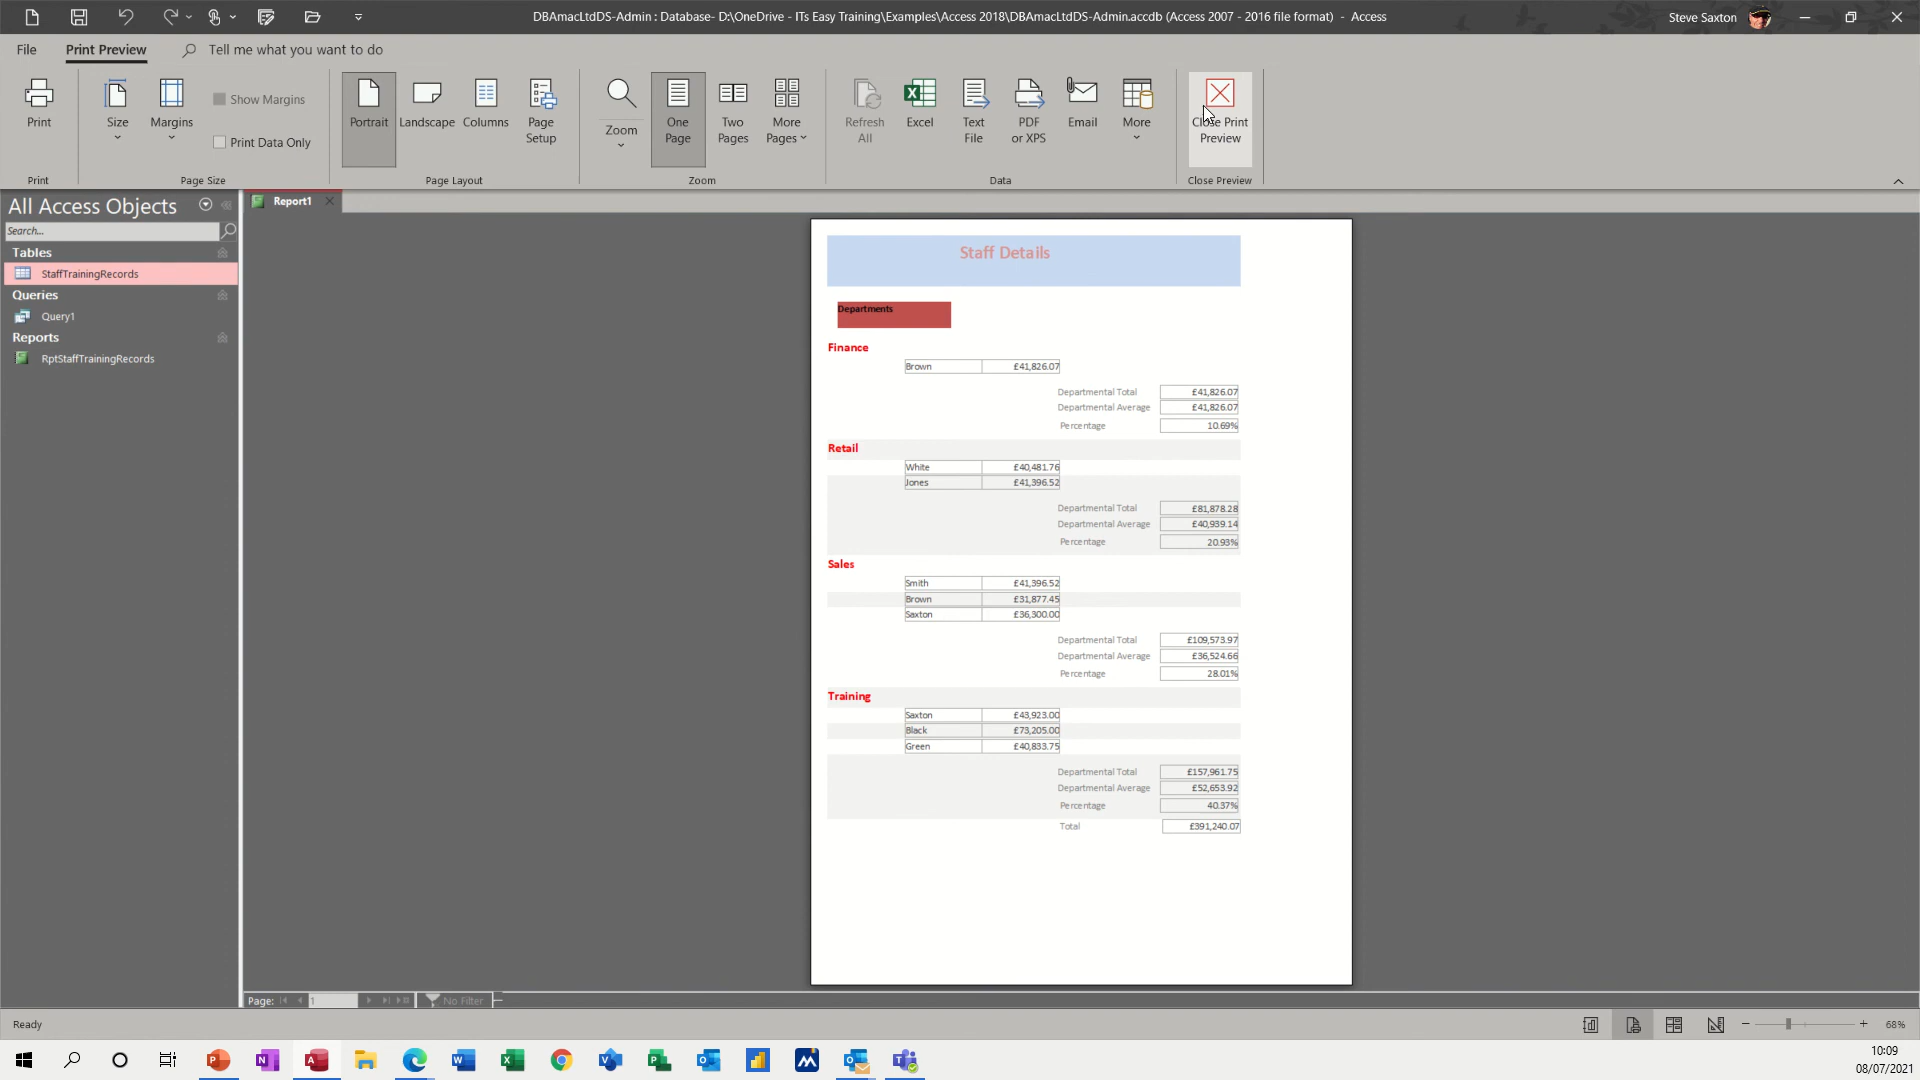 DBAmacLtdDS-Admin : Database- D:\OneDrive - ITs Easy Training\Examples\Access 2018\DBAmacLtdDS-Admin.accdb (Access 2007 - 2016 file format) - Access
Steve Saxton
File
Print Preview
Tell me what you want to do
Print
Size
Margins
Show Margins
Print Data Only
Portrait
Landscape
Columns
Page Setup
Zoom
One Page
Two Pages
More Pages
Refresh All
Excel
Text File
PDF or XPS
Email
More
Close Print Preview
Print
Page Size
Page Layout
Zoom
Data
Close Preview
All Access Objects
Search...
Tables
StaffTrainingRecords
Queries
Query1
Reports
RptStaffTrainingRecords
Report1
Staff Details
Departments
Finance
Brown £41,826.07
Departmental Total £41,826.07
Departmental Average £41,826.07
Percentage 10.69%
Retail
White £40,481.76
Jones £41,396.52
Departmental Total £81,878.28
Departmental Average £40,939.14
Percentage 20.93%
Sales
Smith £41,396.52
Brown £31,877.45
Saxton £36,300.00
Departmental Total £109,573.97
Departmental Average £36,524.66
Percentage 28.01%
Training
Saxton £43,923.00
Black £73,205.00
Green £40,833.75
Departmental Total £157,961.75
Departmental Average £52,653.92
Percentage 40.37%
Total £391,240.07
Page: 1 No Filter
Ready
68%
10:09
08/07/2021